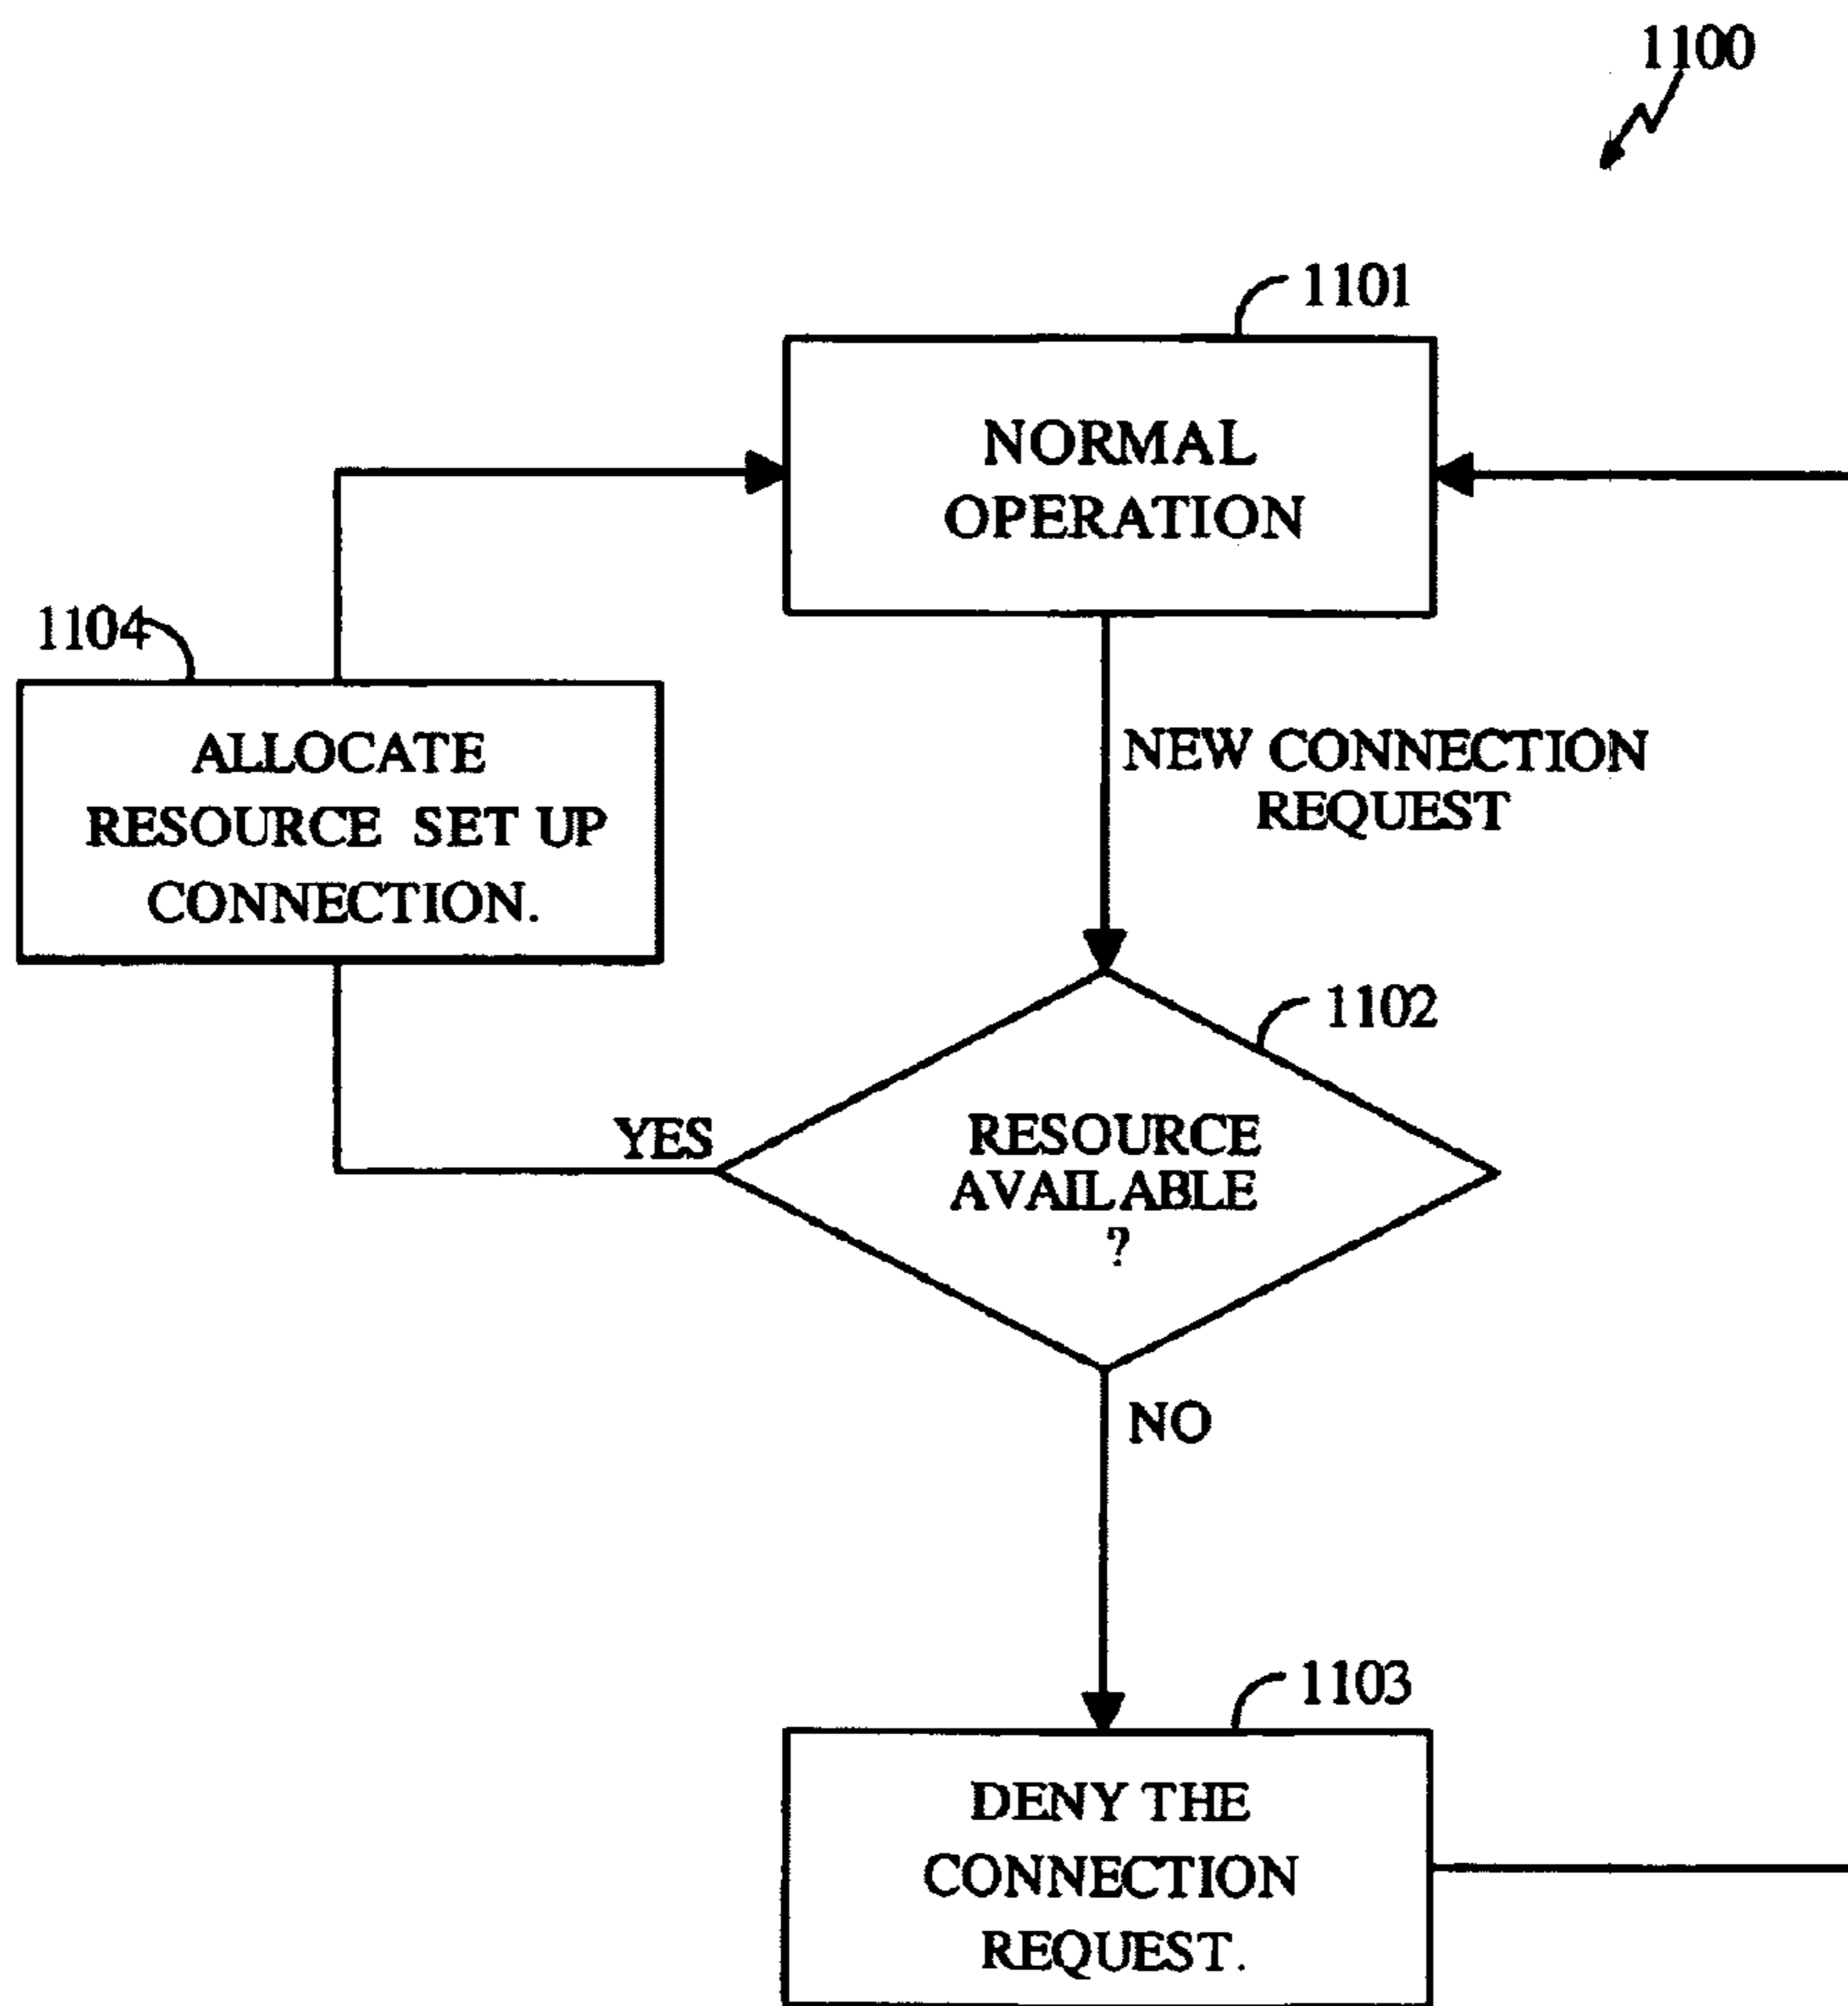 1100
1101
NORMAL
OPERATION
1104
ALLOCATE
RESOURCE SET UP
CONNECTION.
NEW CONNECTION
REQUEST
1102
YES
RESOURCE
AVAILABLE
?
NO
1103
DENY THE
CONNECTION
REQUEST.